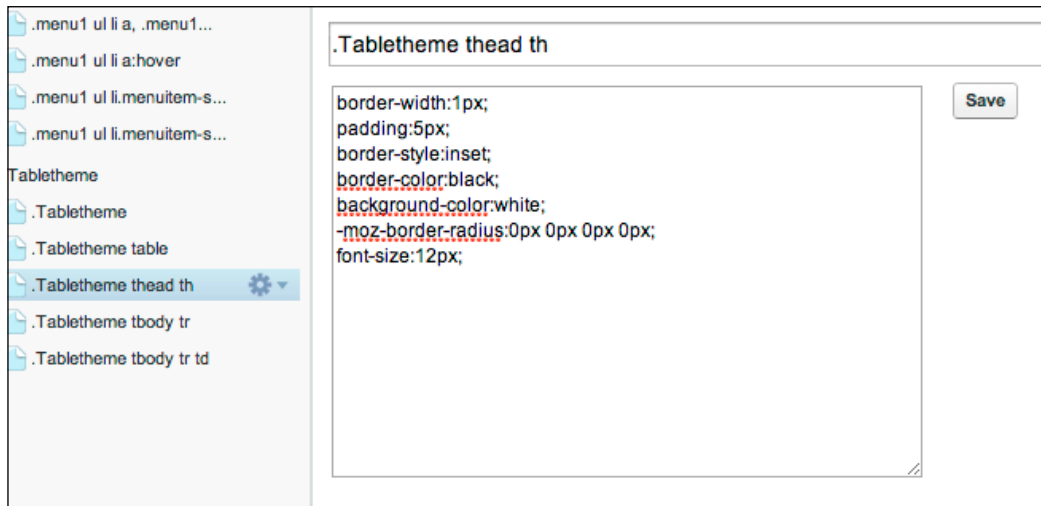 .menu1 ul li a, .menu1...
.menu1 ul li a:hover
.menu1 ul li.menuitem-s...
.menu1 ul li.menuitem-s...
Tabletheme
.Tabletheme
.Tabletheme table
.Tabletheme thead th
.Tabletheme tbody tr
.Tabletheme tbody tr td
.Tabletheme thead th
border-width:1px;
padding:5px;
border-style:inset;
border-color:black;
background-color:white;
-moz-border-radius:0px 0px 0px 0px;
font-size:12px;
Save